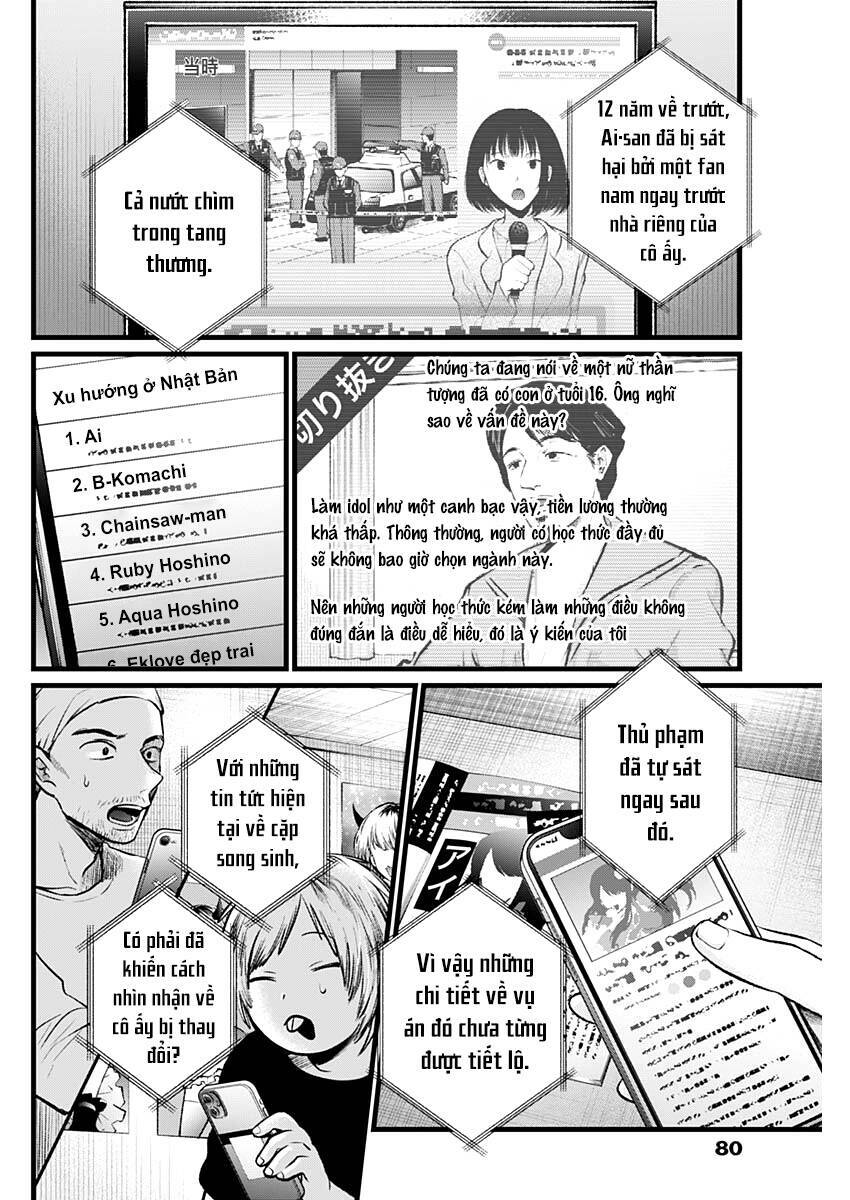 当時
12 năm về trước,
Ai-san đã bị sát
hại bởi một fan
nam ngay trước
nhà riêng của
cô ấy.
Cả nước chìm
trong tang
thương.
切り抜き
Chúng ta đang nói về một nữ thần
tượng đã có con ở tuổi 16. Ông nghĩ
sao về vấn đề này?
Làm idol như một canh bạc vậy, tiền lương thường
khá thấp. Thông thường, người có học thức đầy đủ
sẽ không bao giờ chọn ngành này.
Nên những người học thức kém làm những điều không
đúng đắn là điều dễ hiểu, đó là ý kiến của tôi
Xu hướng ở Nhật Bản
1. Ai
2. B-Komachi
3. Chainsaw-man
4. Ruby Hoshino
5. Aqua Hoshino
6. Eklove đẹp trai
Thủ phạm
đã tự sát
ngay sau
đó.
アイ
Vì vậy những
chi tiết về vụ
án đó chưa từng
được tiết lộ.
Với những
tin tức hiện
tại về cặp
song sinh,
Có phải đã
khiến cách
nhìn nhận về
cô ấy bị thay
đổi?
80